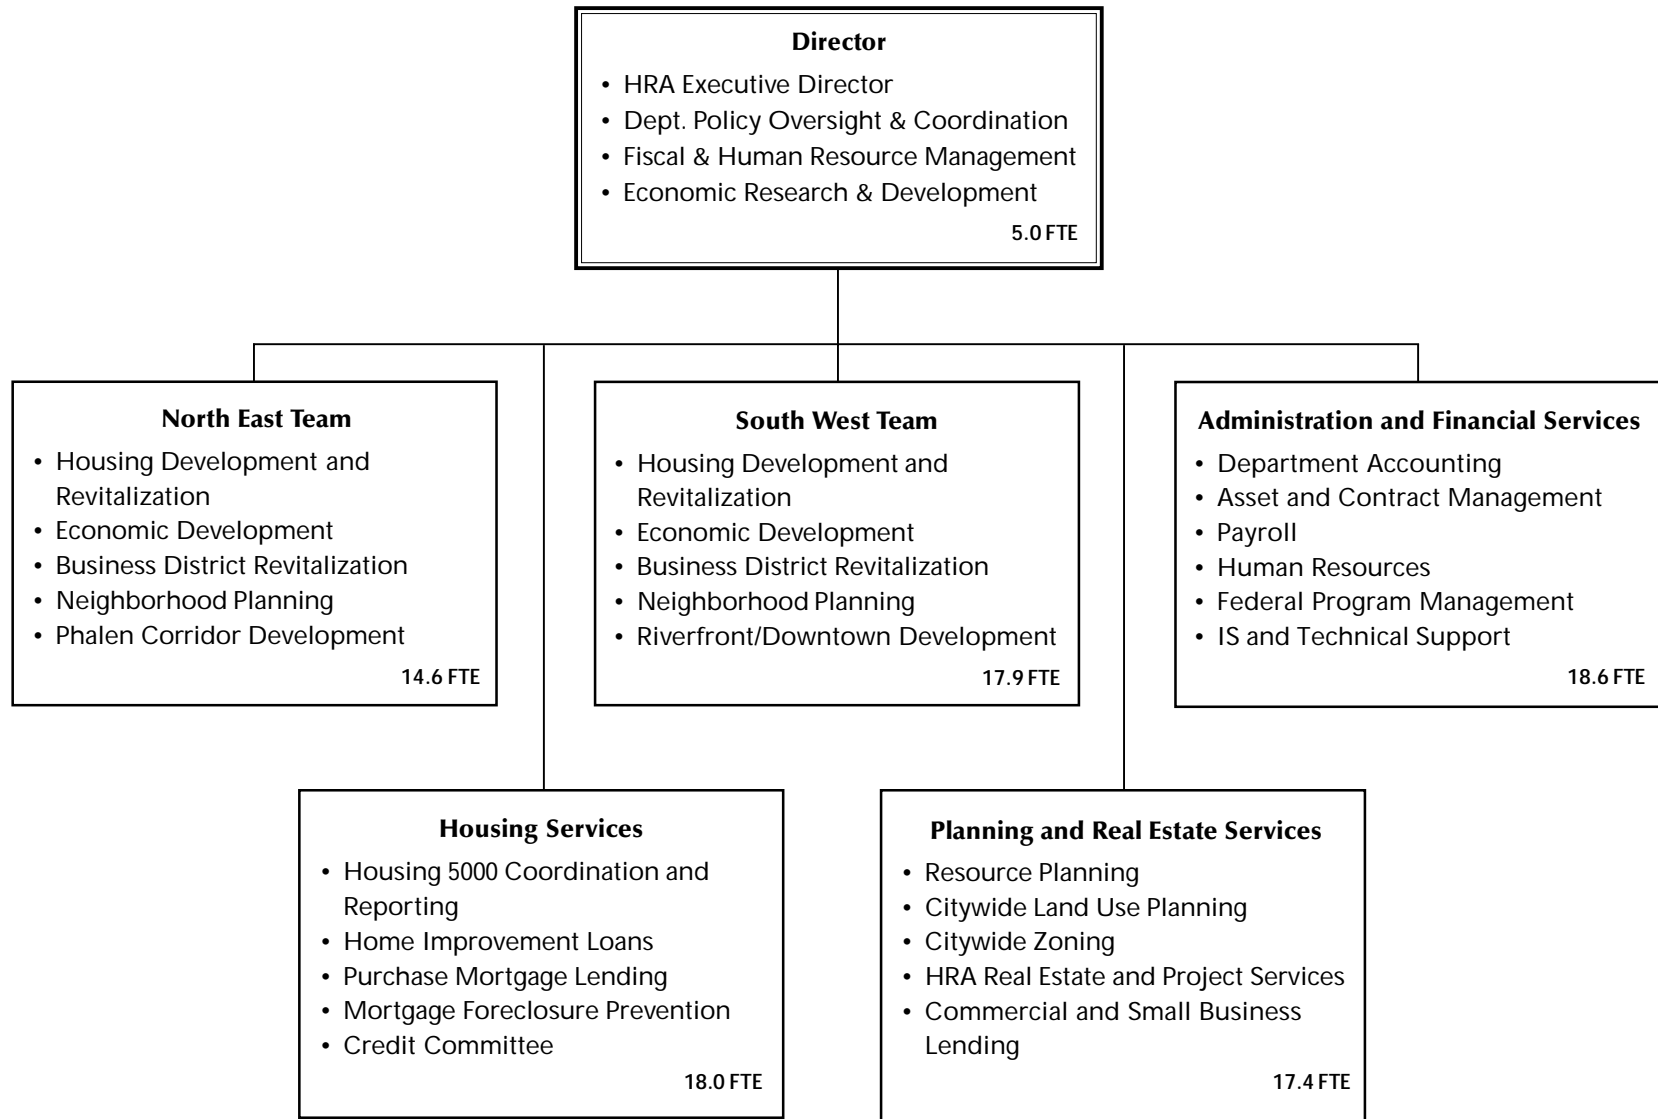 Director
• HRA Executive Director
• Dept. Policy Oversight & Coordination
• Fiscal & Human Resource Management
• Economic Research & Development
5.0 FTE
North East Team
• Housing Development and
Revitalization
• Economic Development
• Business District Revitalization
• Neighborhood Planning
• Phalen Corridor Development
14.6 FTE
South West Team
• Housing Development and
Revitalization
• Economic Development
• Business District Revitalization
• Neighborhood Planning
• Riverfront/Downtown Development
17.9 FTE
Administration and Financial Services
• Department Accounting
• Asset and Contract Management
• Payroll
• Human Resources
• Federal Program Management
• IS and Technical Support
18.6 FTE
Housing Services
• Housing 5000 Coordination and
Reporting
• Home Improvement Loans
• Purchase Mortgage Lending
• Mortgage Foreclosure Prevention
• Credit Committee
18.0 FTE
Planning and Real Estate Services
• Resource Planning
• Citywide Land Use Planning
• Citywide Zoning
• HRA Real Estate and Project Services
• Commercial and Small Business
Lending
17.4 FTE